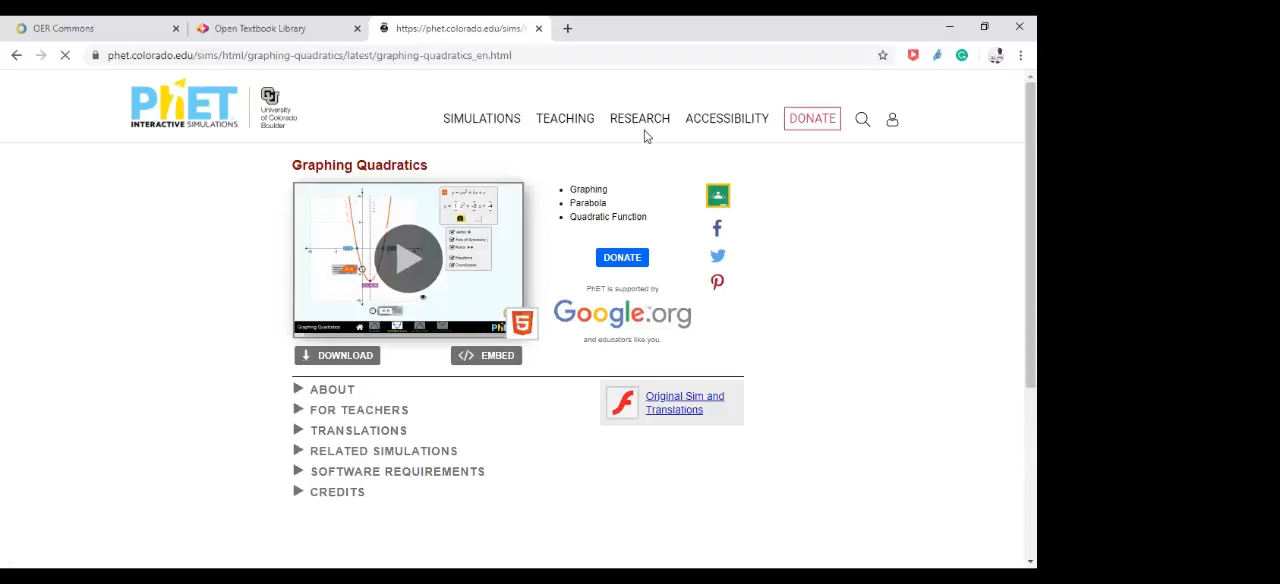 OER Commons
Open Textbook Library
https://phet.colorado.edu/sims/
phet.colorado.edu/sims/html/graphing-quadratics/latest/graphing-quadratics_en.html
PhET
INTERACTIVE SIMULATIONS
University of Colorado Boulder
SIMULATIONS
TEACHING
RESEARCH
ACCESSIBILITY
DONATE
Graphing Quadratics
Graphing
Parabola
Quadratic Function
DONATE
PhET is supported by
Google.org
and educators like you.
Graphing Quadratics
DOWNLOAD
EMBED
ABOUT
FOR TEACHERS
TRANSLATIONS
RELATED SIMULATIONS
SOFTWARE REQUIREMENTS
CREDITS
Original Sim and
Translations